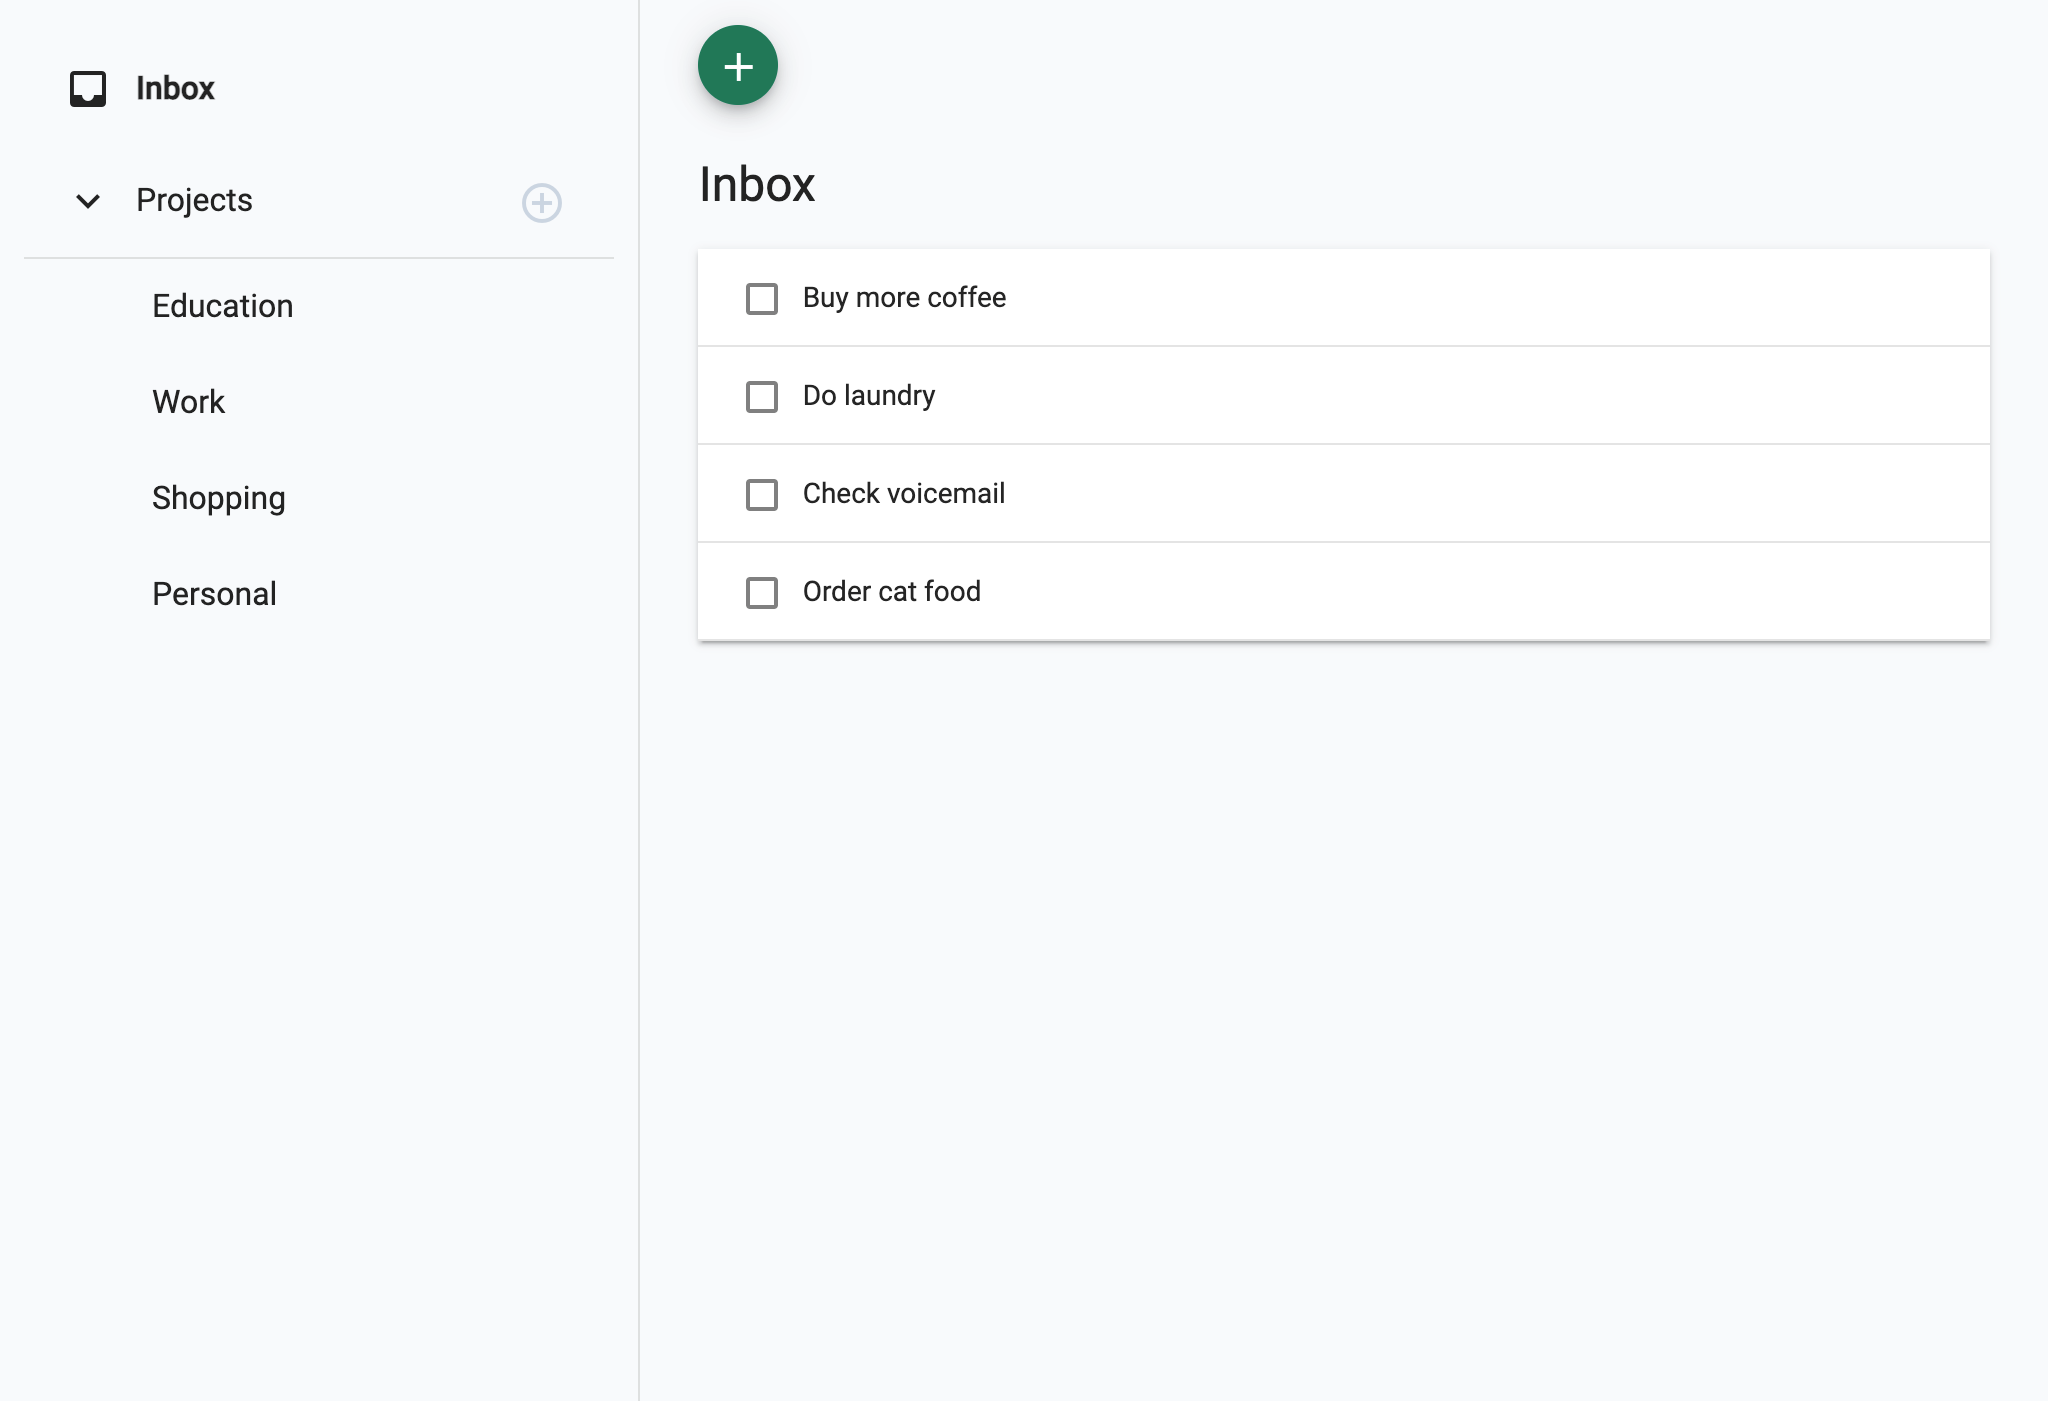 Inbox
Projects
Education
Work
Shopping
Personal
Inbox
Buy more coffee
Do laundry
Check voicemail
Order cat food